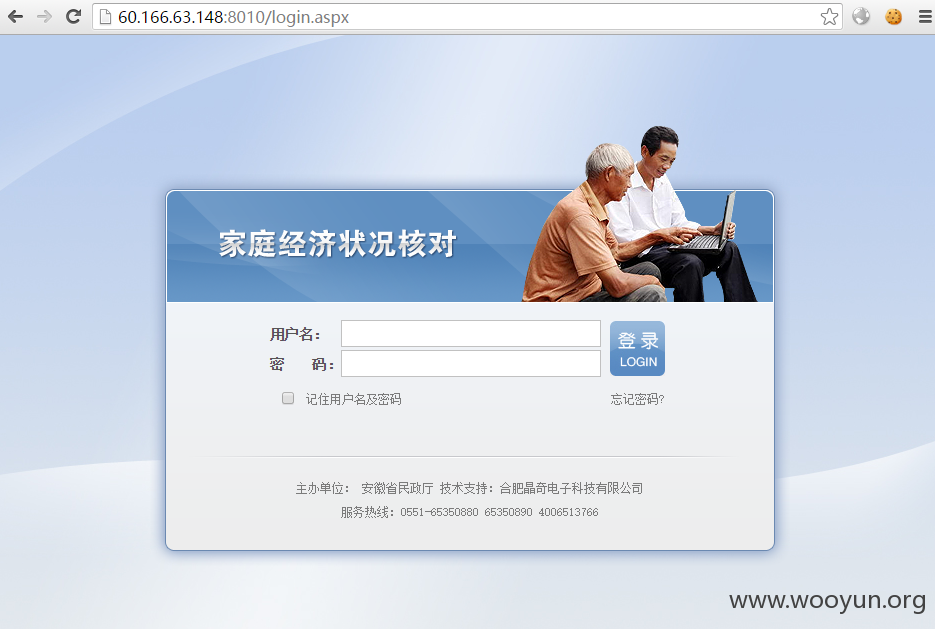 60.166.63.148:8010/login.aspx
家庭经济状况核对
用户名：
登 录
LOGIN
密 码：
记住用户名及密码
忘记密码?
主办单位： 安徽省民政厅 技术支持：合肥晶奇电子科技有限公司
服务热线：0551-65350880 65350890 4006513766
www.wooyun.org